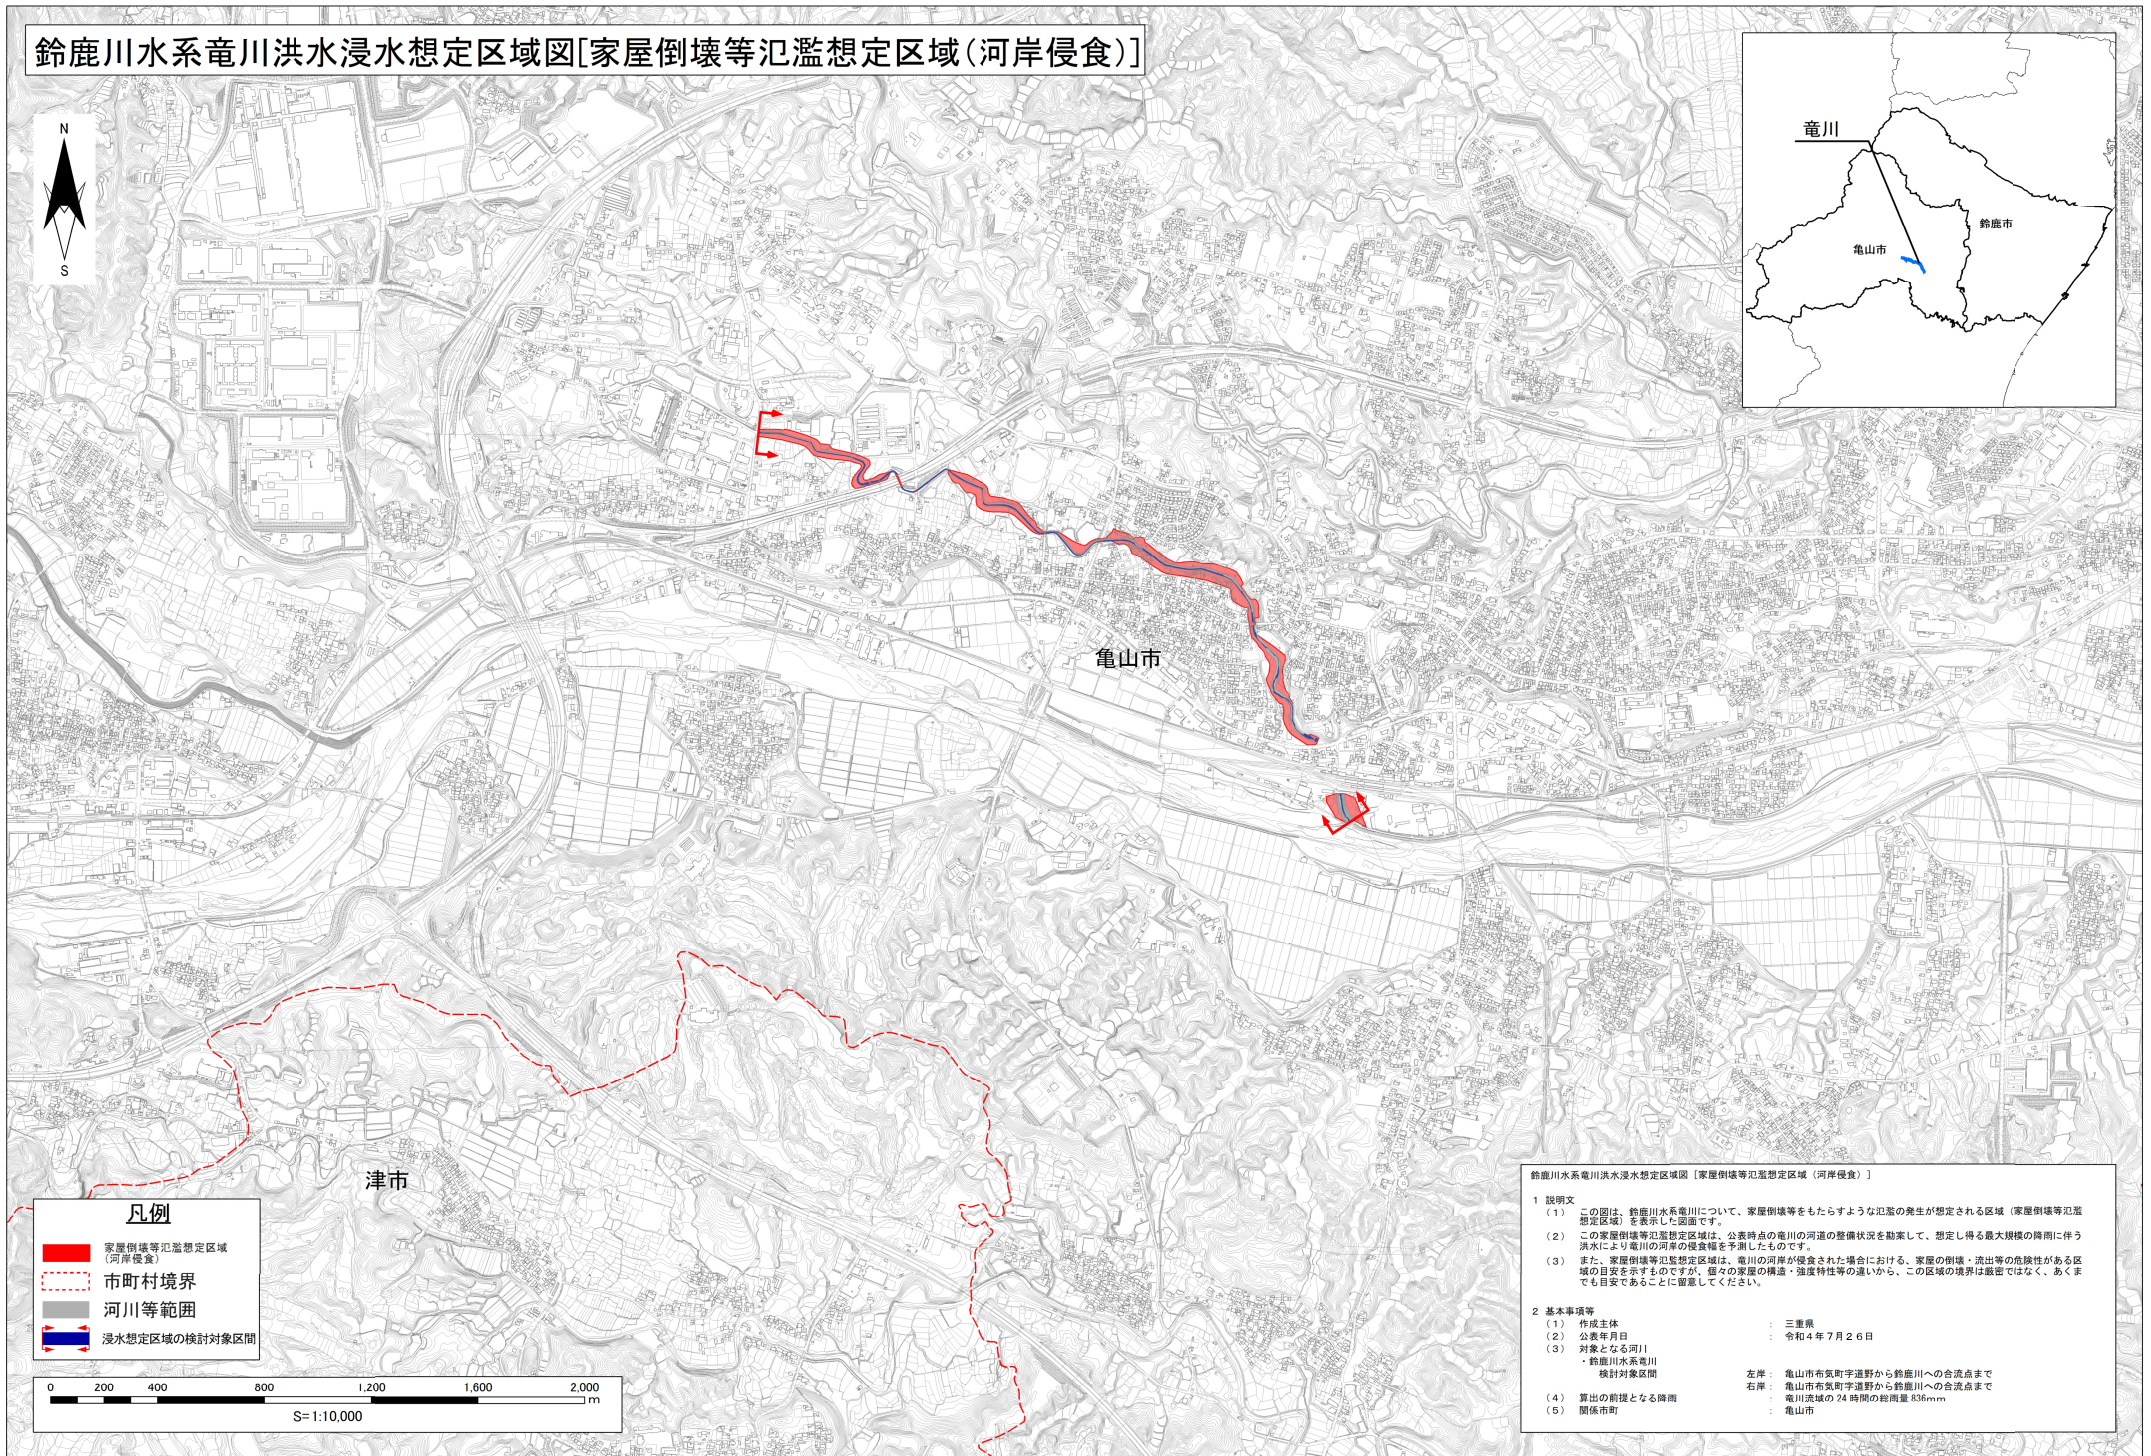 鈴鹿川水系竜川洪水浸水想定区域図[家屋倒壊等氾濫想定区域(河岸侵食)]
N
S
竜川
鈴鹿市
亀山市
亀山市
津市
凡例
家屋倒壊等氾濫想定区域
(河岸侵食)
市町村境界
河川等範囲
浸水想定区域の検討対象区間
0 200 400 800 1,200 1,600 2,000
m
S=1:10,000
鈴鹿川水系竜川洪水浸水想定区域図 [家屋倒壊等氾濫想定区域(河岸侵食)]
1 説明文
(1) この図は、鈴鹿川水系竜川について、家屋倒壊等をもたらすような氾濫の発生が想定される区域(家屋倒壊等氾濫
想定区域)を表示した図面です。
(2) この家屋倒壊等氾濫想定区域は、公表時点の竜川の河道の整備状況を勘案して、想定し得る最大規模の降雨に伴う
洪水により竜川の河岸の侵食幅を予測したものです。
(3) また、家屋倒壊等氾濫想定区域は、竜川の河岸が侵食された場合における、家屋の倒壊・流出等の危険性がある区
域の目安を示すものですが、個々の家屋の構造・強度特性等の違いから、この区域の境界は厳密ではなく、あくま
でも目安であることに留意してください。
2 基本事項等
(1) 作成主体 : 三重県
(2) 公表年月日 : 令和4年7月26日
(3) 対象となる河川
・鈴鹿川水系竜川
検討対象区間 左岸: 亀山市布気町字道野から鈴鹿川への合流点まで
右岸: 亀山市布気町字道野から鈴鹿川への合流点まで
(4) 算出の前提となる降雨 : 竜川流域の24時間の総雨量836mm
(5) 関係市町 : 亀山市